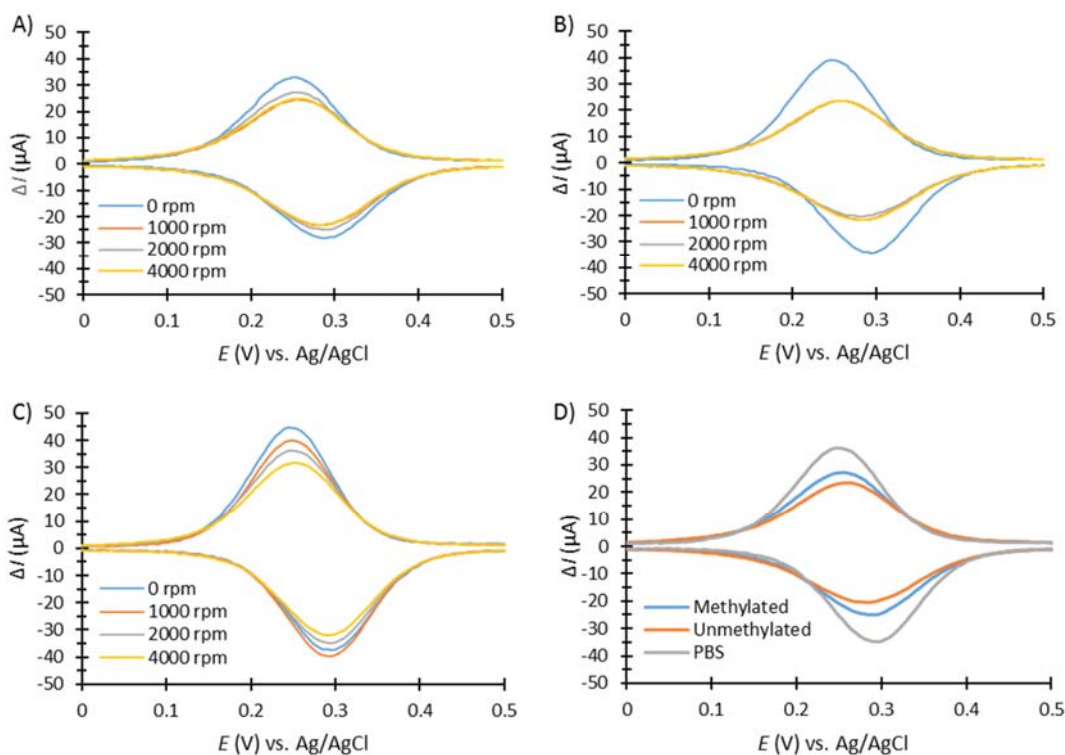 A)
50
40
30
20
10
0
-10
-20
-30
-40
-50
ΔI (µA)
0 rpm
1000 rpm
2000 rpm
4000 rpm
0 0.1 0.2 0.3 0.4 0.5
E (V) vs. Ag/AgCl
B)
50
40
30
20
10
0
-10
-20
-30
-40
-50
ΔI (µA)
0 rpm
1000 rpm
2000 rpm
4000 rpm
0 0.1 0.2 0.3 0.4 0.5
E (V) vs. Ag/AgCl
C)
50
40
30
20
10
0
-10
-20
-30
-40
-50
ΔI (µA)
0 rpm
1000 rpm
2000 rpm
4000 rpm
0 0.1 0.2 0.3 0.4 0.5
E (V) vs. Ag/AgCl
D)
50
40
30
20
10
0
-10
-20
-30
-40
-50
ΔI (µA)
Methylated
Unmethylated
PBS
0 0.1 0.2 0.3 0.4 0.5
E (V) vs. Ag/AgCl